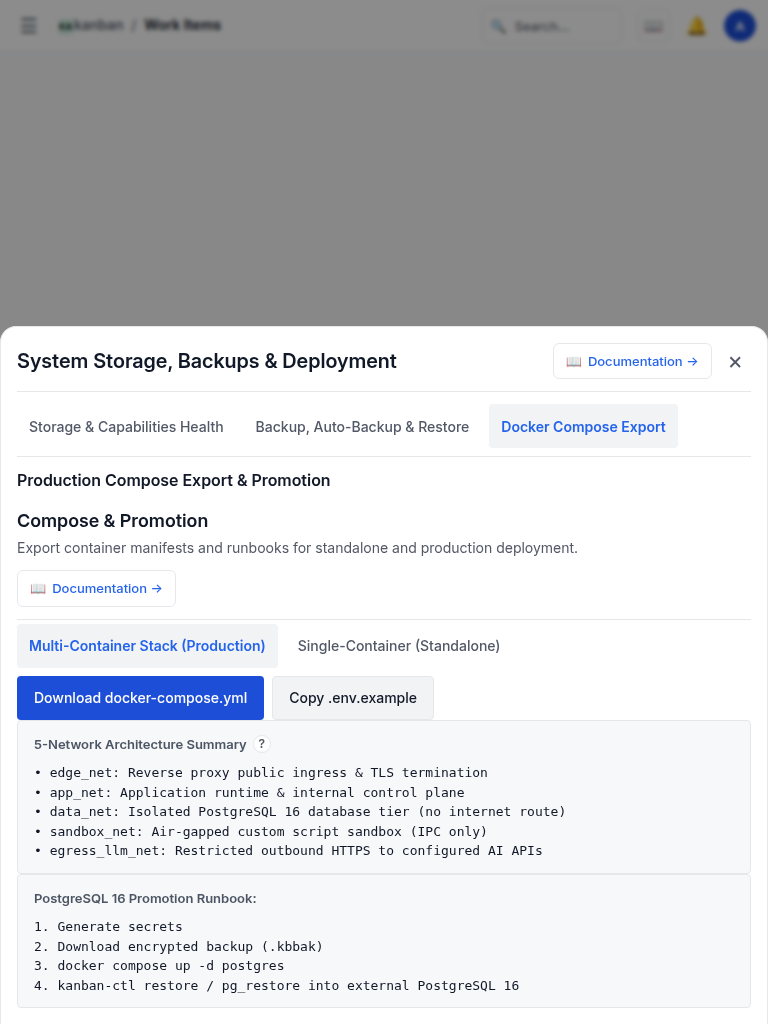 kanban / Work Items
Search...
A
System Storage, Backups & Deployment
Documentation →
Storage & Capabilities Health
Backup, Auto-Backup & Restore
Docker Compose Export
Production Compose Export & Promotion
Compose & Promotion
Export container manifests and runbooks for standalone and production deployment.
Documentation →
Multi-Container Stack (Production)
Single-Container (Standalone)
Download docker-compose.yml
Copy .env.example
5-Network Architecture Summary ?
• edge_net: Reverse proxy public ingress & TLS termination
• app_net: Application runtime & internal control plane
• data_net: Isolated PostgreSQL 16 database tier (no internet route)
• sandbox_net: Air-gapped custom script sandbox (IPC only)
• egress_llm_net: Restricted outbound HTTPS to configured AI APIs
PostgreSQL 16 Promotion Runbook:
1. Generate secrets
2. Download encrypted backup (.kbbak)
3. docker compose up -d postgres
4. kanban-ctl restore / pg_restore into external PostgreSQL 16